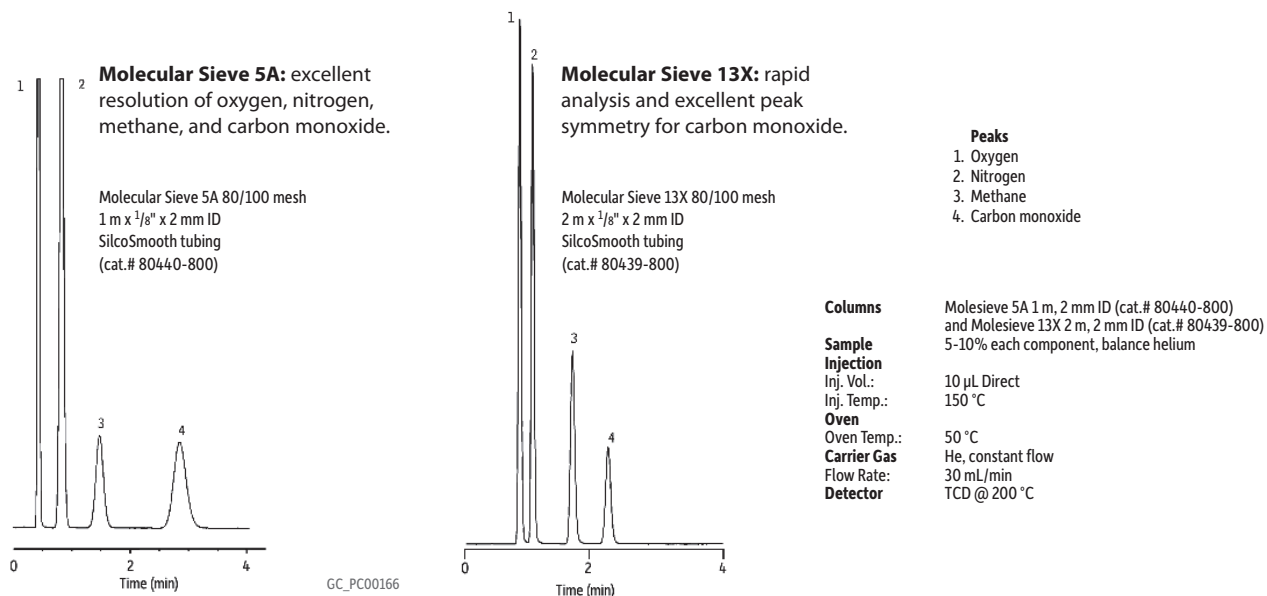 1
2
Molecular Sieve 5A: excellent
resolution of oxygen, nitrogen,
methane, and carbon monoxide.
Molecular Sieve 5A 80/100 mesh
1 m x 1/8" x 2 mm ID
SilcoSmooth tubing
(cat.# 80440-800)
3
4
0
2
4
Time (min)
GC_PC00166
1
2
Molecular Sieve 13X: rapid
analysis and excellent peak
symmetry for carbon monoxide.
Molecular Sieve 13X 80/100 mesh
2 m x 1/8" x 2 mm ID
SilcoSmooth tubing
(cat.# 80439-800)
3
4
0
2
4
Time (min)
Peaks
1. Oxygen
2. Nitrogen
3. Methane
4. Carbon monoxide
Columns Molesieve 5A 1 m, 2 mm ID (cat.# 80440-800)
and Molesieve 13X 2 m, 2 mm ID (cat.# 80439-800)
Sample 5-10% each component, balance helium
Injection
Inj. Vol.: 10 µL Direct
Inj. Temp.: 150 °C
Oven
Oven Temp.: 50 °C
Carrier Gas He, constant flow
Flow Rate: 30 mL/min
Detector TCD @ 200 °C